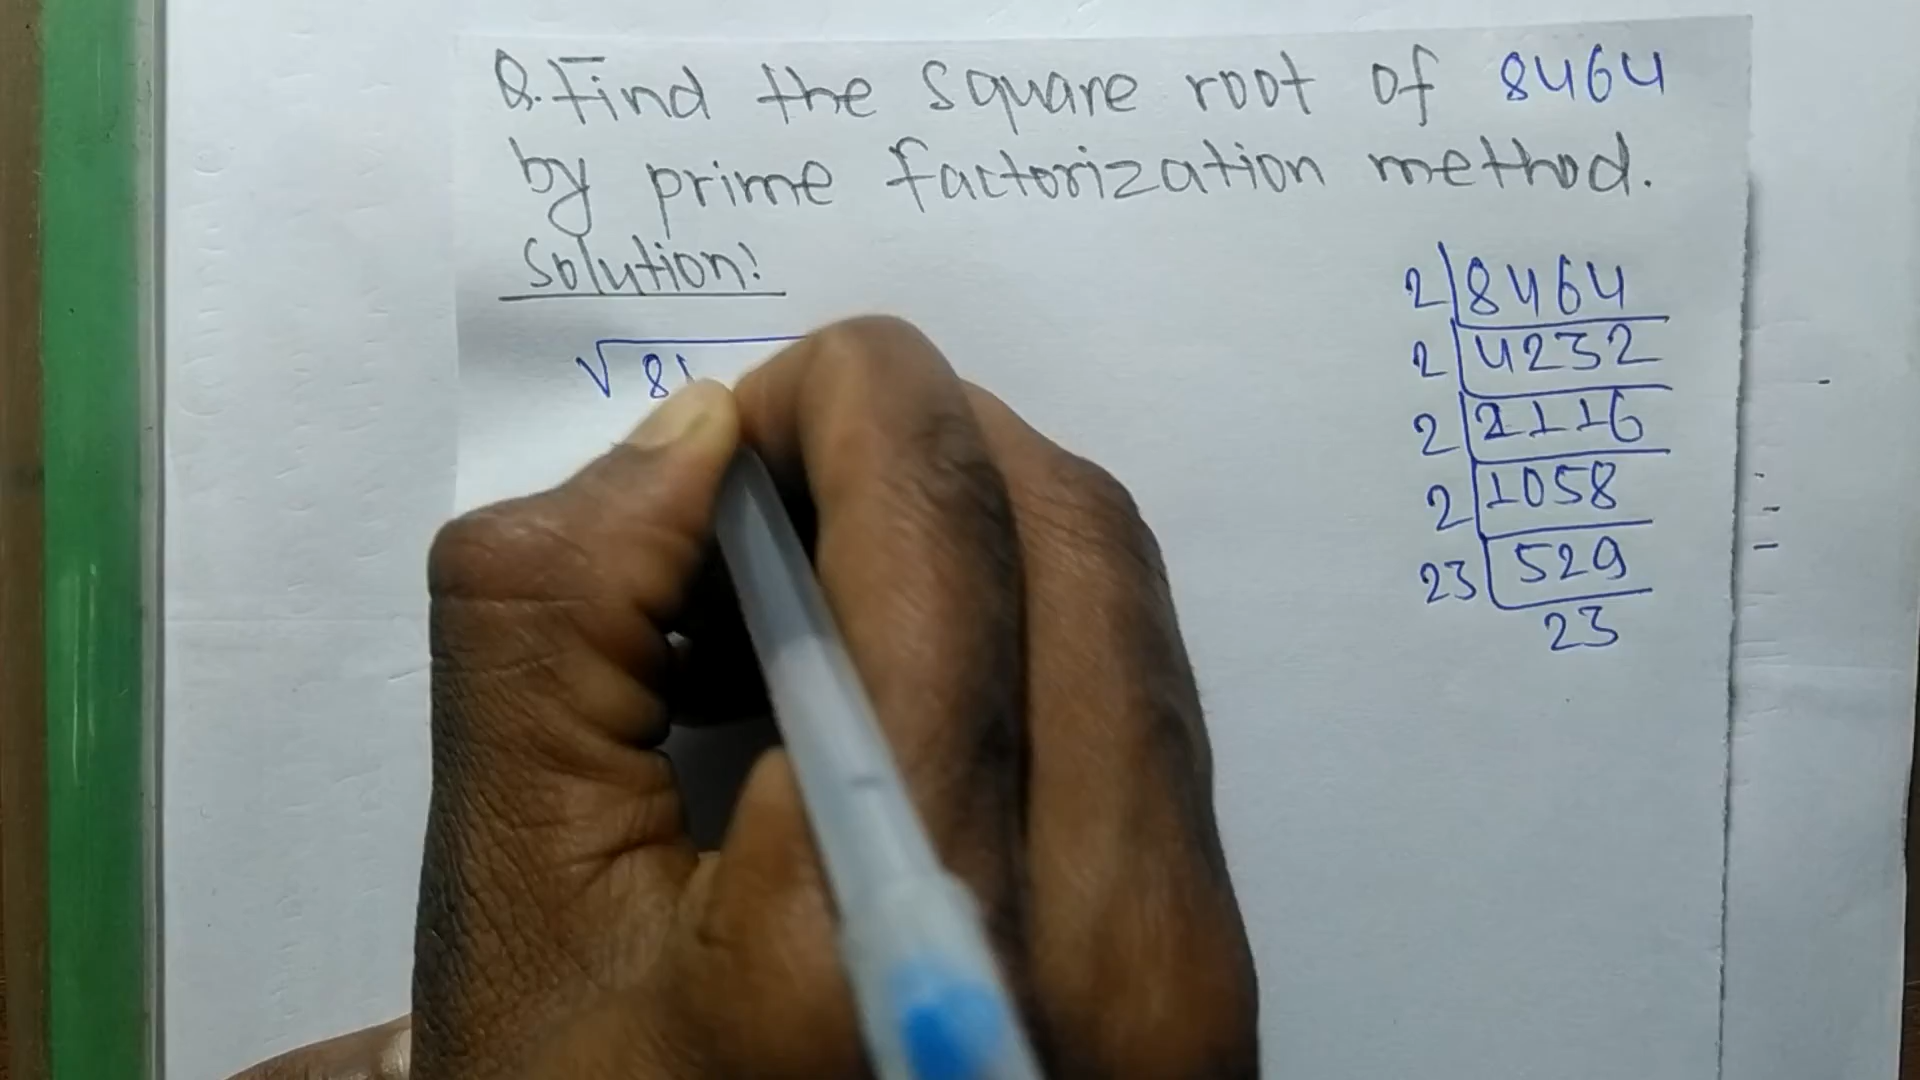 Q. Find the square root of 8464
by prime factorization method.
Solution:
√8
2 8464
2 4232
2 2116
2 1058
23 529
23